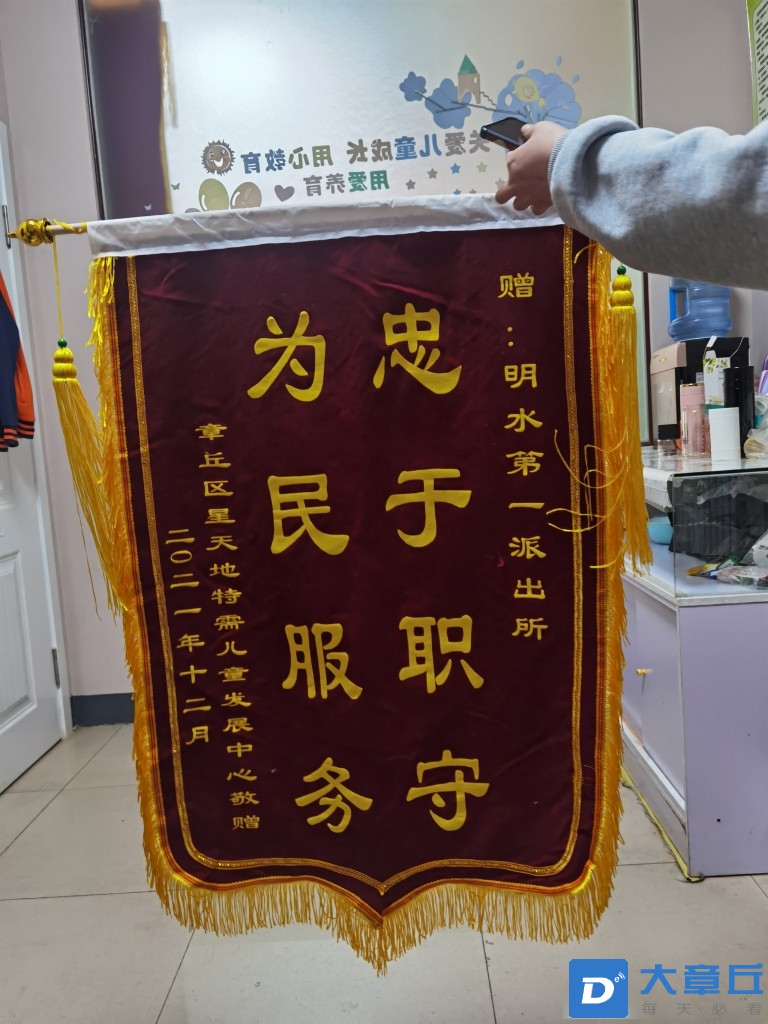 关爱儿童成长 用心教育
用爱养育
赠：明水第一派出所
忠于职守
为民服务
章丘区星天地特需儿童发展中心敬赠
二〇二一年十二月
大章丘
每天必看